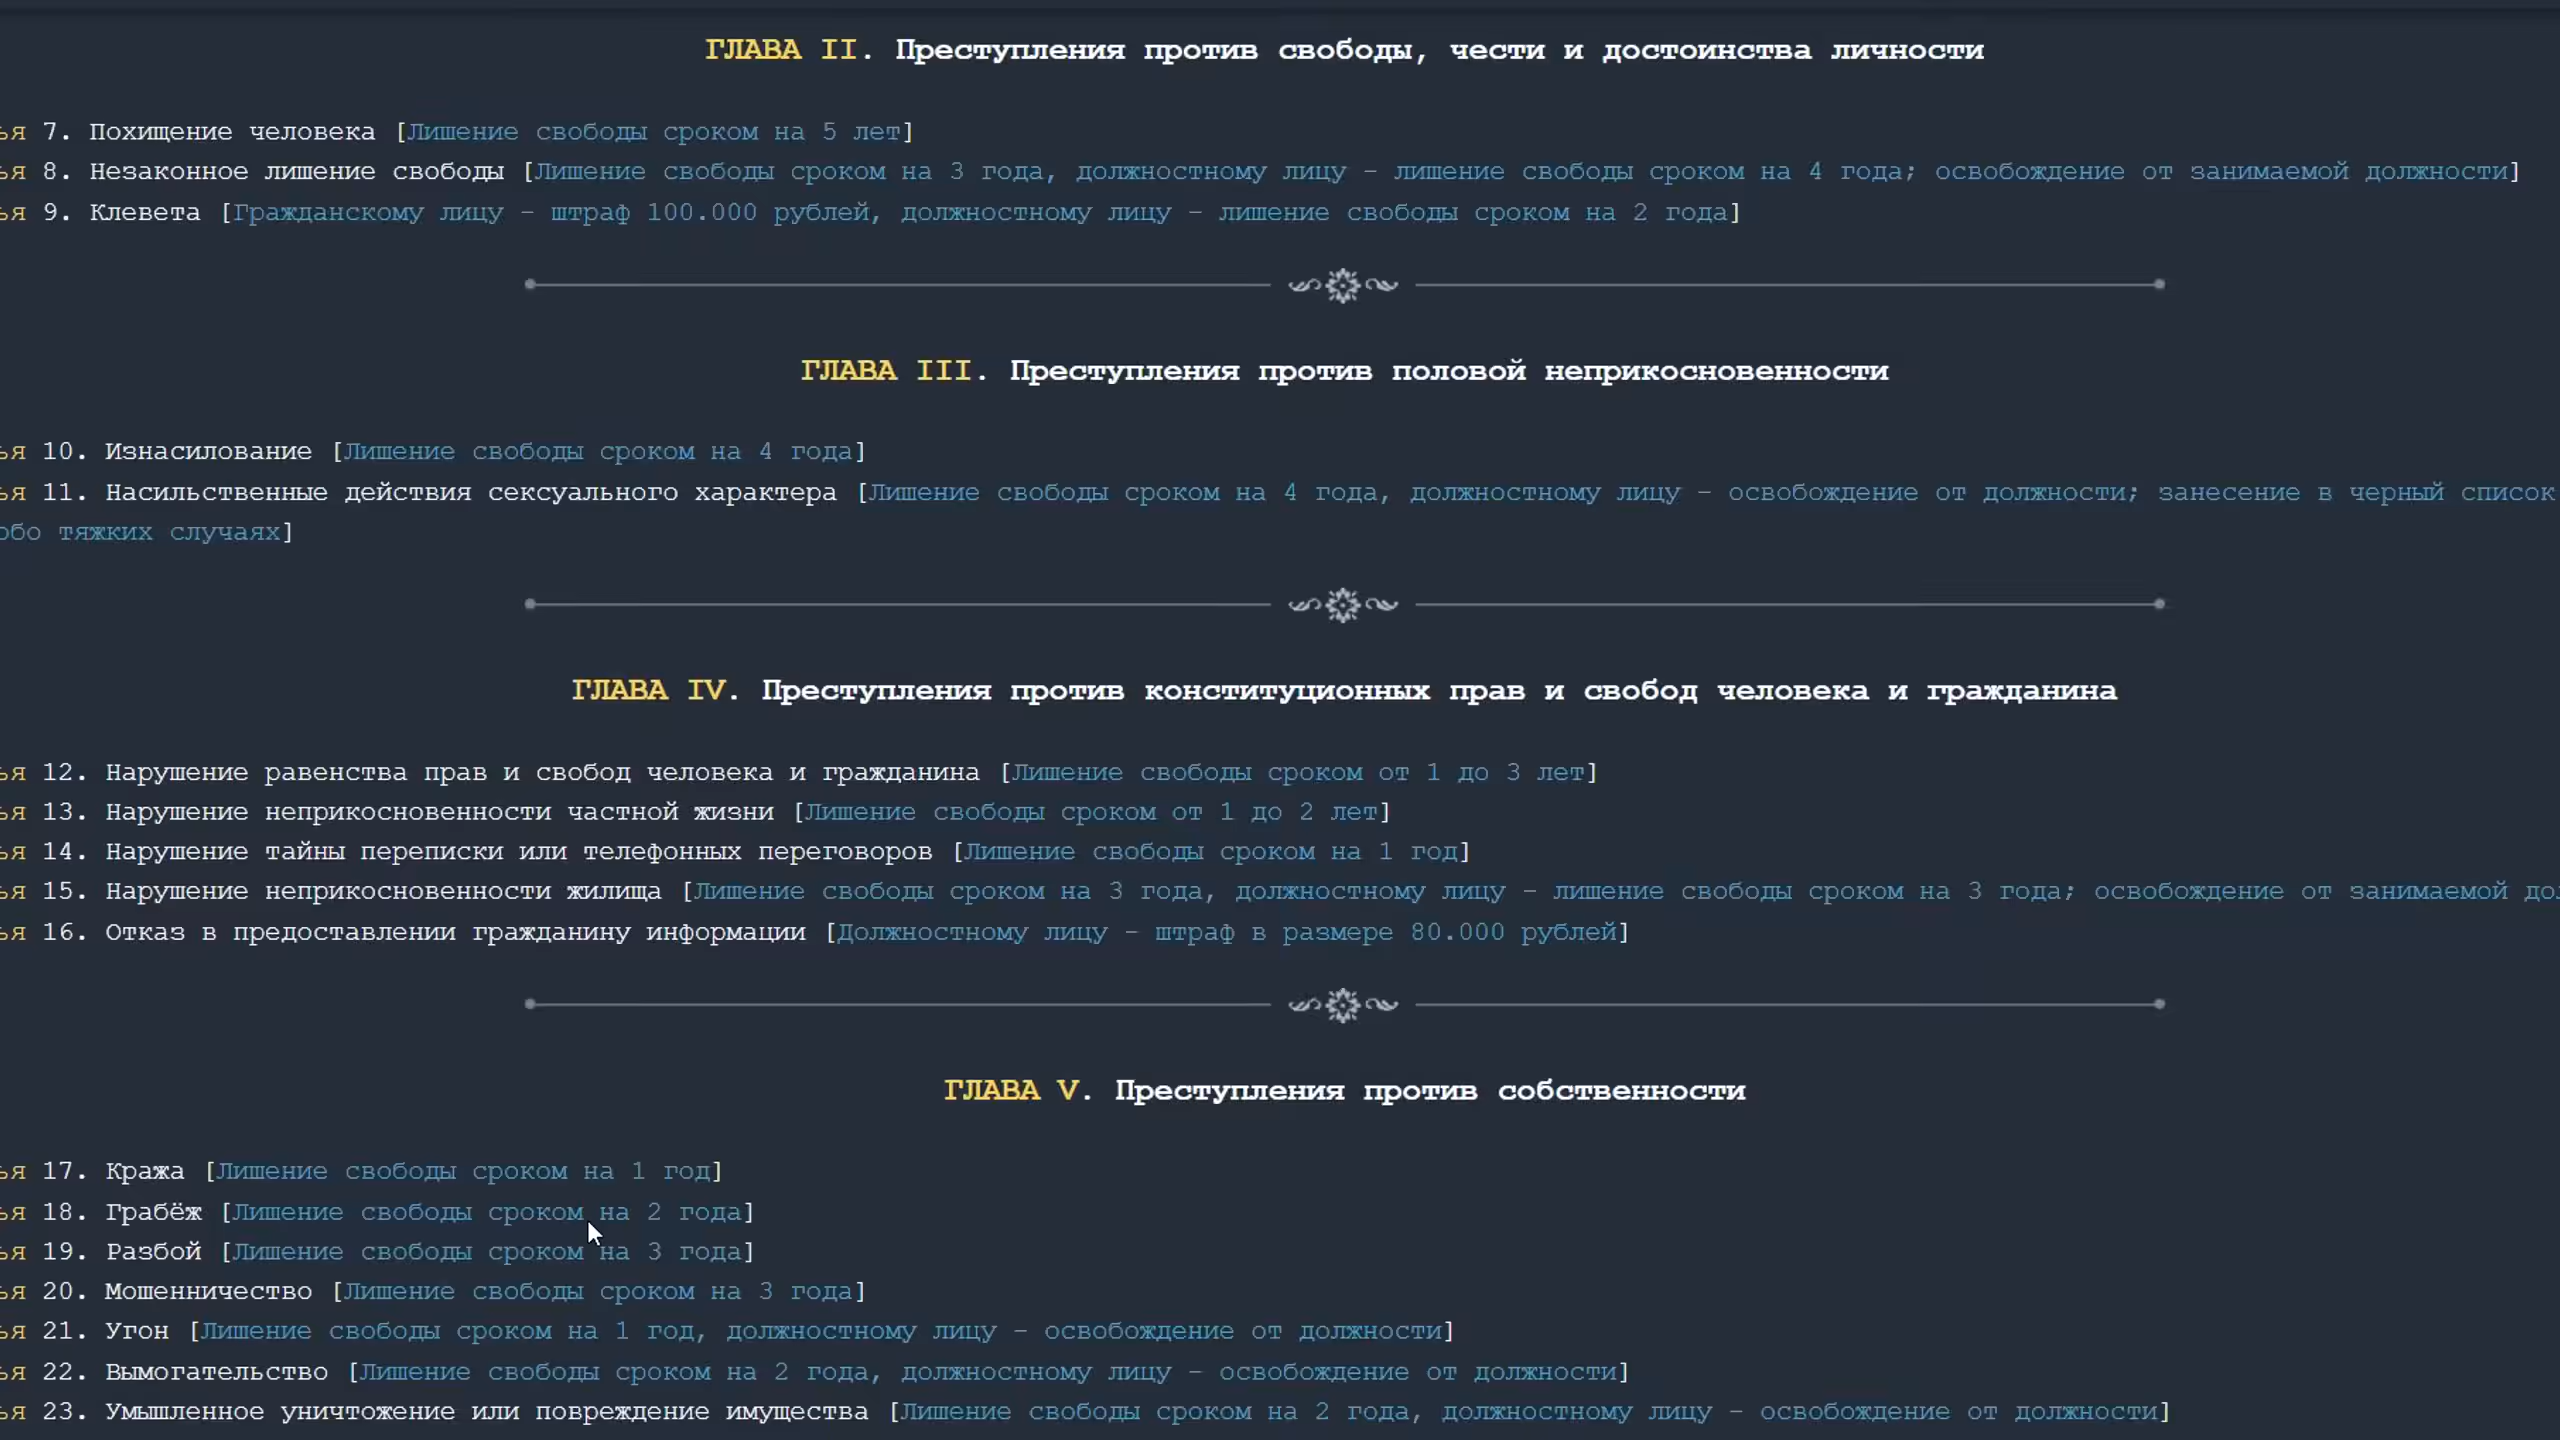 ГЛАВА II. Преступления против свободы, чести и достоинства личности
ья 7. Похищение человека [Лишение свободы сроком на 5 лет]
ья 8. Незаконное лишение свободы [Лишение свободы сроком на 3 года, должностному лицу – лишение свободы сроком на 4 года; освобождение от занимаемой должности]
ья 9. Клевета [Гражданскому лицу – штраф 100.000 рублей, должностному лицу – лишение свободы сроком на 2 года]
ГЛАВА III. Преступления против половой неприкосновенности
ья 10. Изнасилование [Лишение свободы сроком на 4 года]
ья 11. Насильственные действия сексуального характера [Лишение свободы сроком на 4 года, должностному лицу – освобождение от должности; занесение в черный список
обо тяжких случаях]
ГЛАВА IV. Преступления против конституционных прав и свобод человека и гражданина
ья 12. Нарушение равенства прав и свобод человека и гражданина [Лишение свободы сроком от 1 до 3 лет]
ья 13. Нарушение неприкосновенности частной жизни [Лишение свободы сроком от 1 до 2 лет]
ья 14. Нарушение тайны переписки или телефонных переговоров [Лишение свободы сроком на 1 год]
ья 15. Нарушение неприкосновенности жилища [Лишение свободы сроком на 3 года, должностному лицу – лишение свободы сроком на 3 года; освобождение от занимаемой до
ья 16. Отказ в предоставлении гражданину информации [Должностному лицу – штраф в размере 80.000 рублей]
ГЛАВА V. Преступления против собственности
ья 17. Кража [Лишение свободы сроком на 1 год]
ья 18. Грабёж [Лишение свободы сроком на 2 года]
ья 19. Разбой [Лишение свободы сроком на 3 года]
ья 20. Мошенничество [Лишение свободы сроком на 3 года]
ья 21. Угон [Лишение свободы сроком на 1 год, должностному лицу – освобождение от должности]
ья 22. Вымогательство [Лишение свободы сроком на 2 года, должностному лицу – освобождение от должности]
ья 23. Умышленное уничтожение или повреждение имущества [Лишение свободы сроком на 2 года, должностному лицу – освобождение от должности]